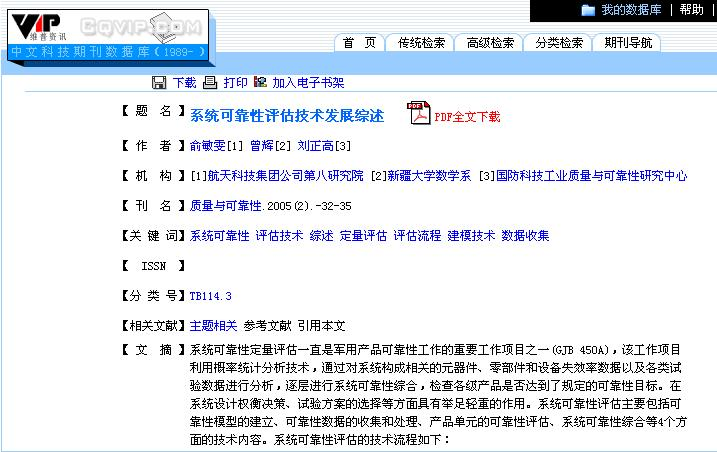 我的数据库 | 帮助 |
VIP
维普资讯
CQVIP.COM
中文科技期刊数据库(1989- )
首 页 传统检索 高级检索 分类检索 期刊导航
下载 打印 加入电子书架
【 题 名 】系统可靠性评估技术发展综述 PDF全文下载
【 作 者 】俞敏雯[1] 曾辉[2] 刘正高[3]
【 机 构 】[1]航天科技集团公司第八研究院 [2]新疆大学数学系 [3]国防科技工业质量与可靠性研究中心
【 刊 名 】质量与可靠性.2005(2).-32-35
【关 键 词】系统可靠性 评估技术 综述 定量评估 评估流程 建模技术 数据收集
【 ISSN 】
【分 类 号】TB114.3
【相关文献】主题相关 参考文献 引用本文
【 文 摘 】系统可靠性定量评估一直是军用产品可靠性工作的重要工作项目之一(GJB 450A),该工作项目
利用概率统计分析技术,通过对系统构成相关的元器件、零部件和设备失效率数据以及各类试
验数据进行分析,逐层进行系统可靠性综合,检查各级产品是否达到了规定的可靠性目标。在
系统设计权衡决策、试验方案的选择等方面具有举足轻重的作用。系统可靠性评估主要包括可
靠性模型的建立、可靠性数据的收集和处理、产品单元的可靠性评估、系统可靠性综合等4个方
面的技术内容。系统可靠性评估的技术流程如下: